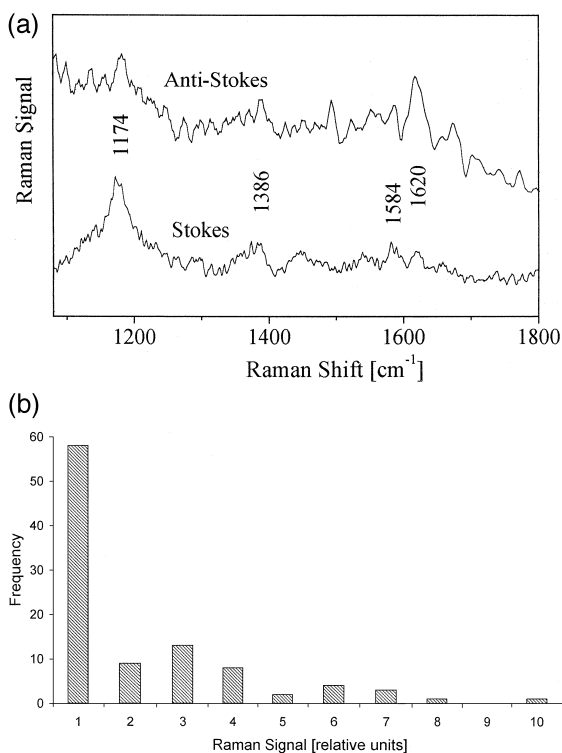 (a)
Raman Signal
Anti-Stokes
1174
1386
1584
1620
Stokes
1200
1400
1600
1800
Raman Shift [cm⁻¹]
(b)
Frequency
60
50
40
30
20
10
0
1 2 3 4 5 6 7 8 9 10
Raman Signal [relative units]